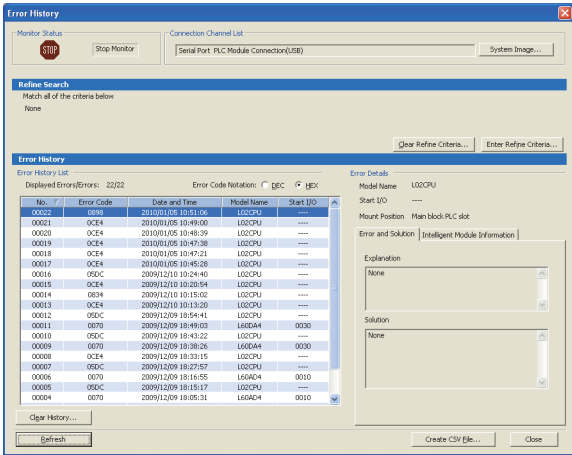 Error History
Monitor Status
STOP
Stop Monitor
Connection Channel List
Serial Port PLC Module Connection(USB)
System Image...
Refine Search
Match all of the criteria below
None
Clear Refine Criteria...
Enter Refine Criteria...
Error History
Error History List
Displayed Errors/Errors: 22/22
Error Code Notation: DEC HEX
No. Error Code Date and Time Model Name Start I/O
00022 0898 2010/01/05 10:51:06 L02CPU ----
00021 0CE4 2010/01/05 10:49:00 L02CPU ----
00020 0CE4 2010/01/05 10:48:39 L02CPU ----
00019 0CE4 2010/01/05 10:47:38 L02CPU ----
00018 0CE4 2010/01/05 10:47:21 L02CPU ----
00017 0CE4 2010/01/05 10:45:28 L02CPU ----
00016 05DC 2009/12/10 10:24:40 L02CPU ----
00015 0CE4 2009/12/10 10:20:54 L02CPU ----
00014 0834 2009/12/10 10:15:02 L02CPU ----
00013 0CE4 2009/12/10 10:13:20 L02CPU ----
00012 05DC 2009/12/09 18:54:41 L02CPU ----
00011 0070 2009/12/09 18:49:03 L60DA4 0030
00010 05DC 2009/12/09 18:43:22 L02CPU ----
00009 0070 2009/12/09 18:38:26 L60DA4 0030
00008 0CE4 2009/12/09 18:33:15 L02CPU ----
00007 05DC 2009/12/09 18:27:57 L02CPU ----
00006 0070 2009/12/09 18:16:55 L60AD4 0010
00005 05DC 2009/12/09 18:15:17 L02CPU ----
00004 0070 2009/12/09 18:05:31 L60AD4 0010
Clear History...
Refresh
Error Details
Model Name L02CPU
Start I/O ----
Mount Position Main block PLC slot
Error and Solution Intelligent Module Information
Explanation
None
Solution
None
Create CSV File...
Close